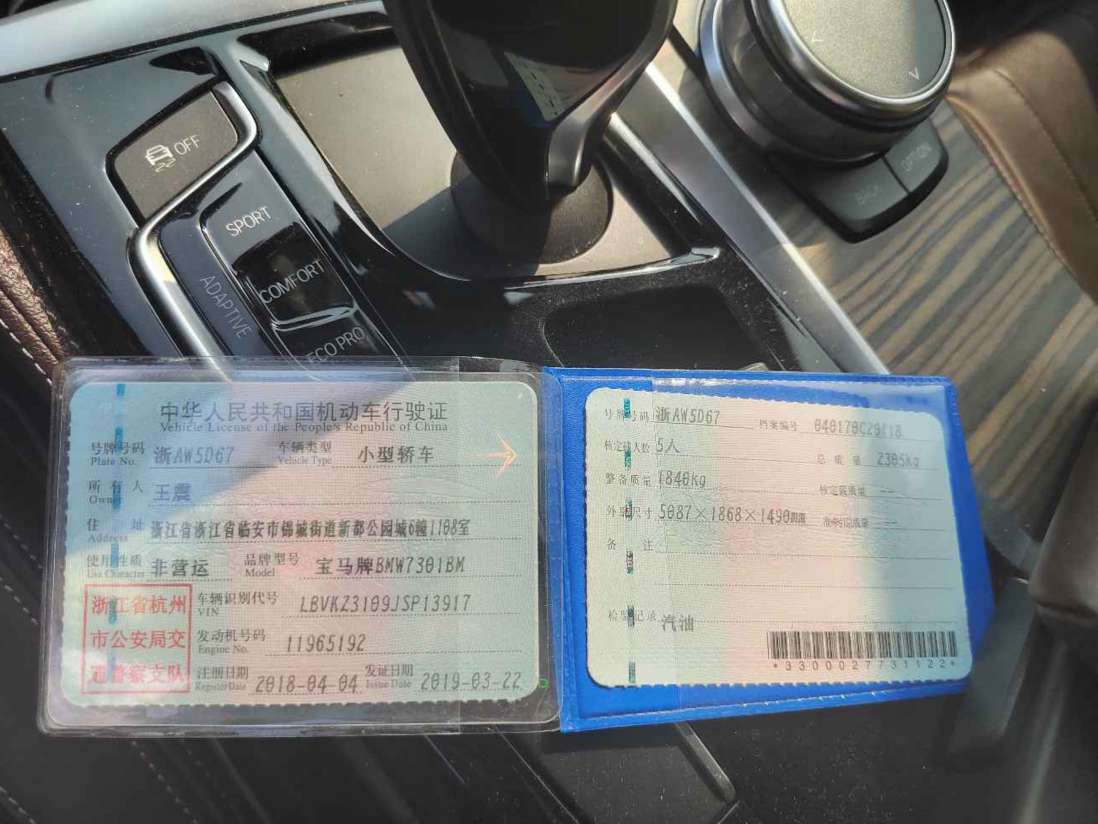 OFF
SPORT
COMFORT
ADAPTIVE
ECO PRO
OPTION
BACK
中华人民共和国机动车行驶证
Vehicle License of the People's Republic of China
号牌号码 浙AW5D67 车辆类型 小型轿车
Plate No. Vehicle Type
所有人 王震
Owner
住址 浙江省浙江省临安市锦城街道新都公园城6幢1108室
Address
使用性质 非营运 品牌型号 宝马牌BMW7301BM
Use Character Model
浙江省杭州
市公安局交
通警察支队
车辆识别代号 LBVKZ3109JSP13917
VIN
发动机号码 11965192
Engine No.
注册日期 2018-04-04 发证日期 2019-03-22
Register Date Issue Date
号牌号码 浙AW5D67 档案编号
核定载人数 5人 总质量 2305kg
整备质量 1840kg 核定载质量 --
外廓尺寸 5087×1868×1490 准牵引总质量 --
备注
检验记录 汽油
*3300027731122*